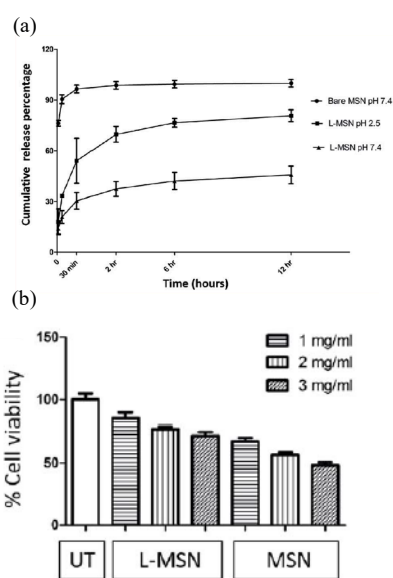 (a)
Cumulative release percentage
120
90
60
30
0
0
30 min
2 hr
6 hr
12 hr
Time (hours)
Bare MSN pH 7.4
L-MSN pH 2.5
L-MSN pH 7.4
(b)
% Cell viability
150
100
50
0
1 mg/ml
2 mg/ml
3 mg/ml
UT
L-MSN
MSN